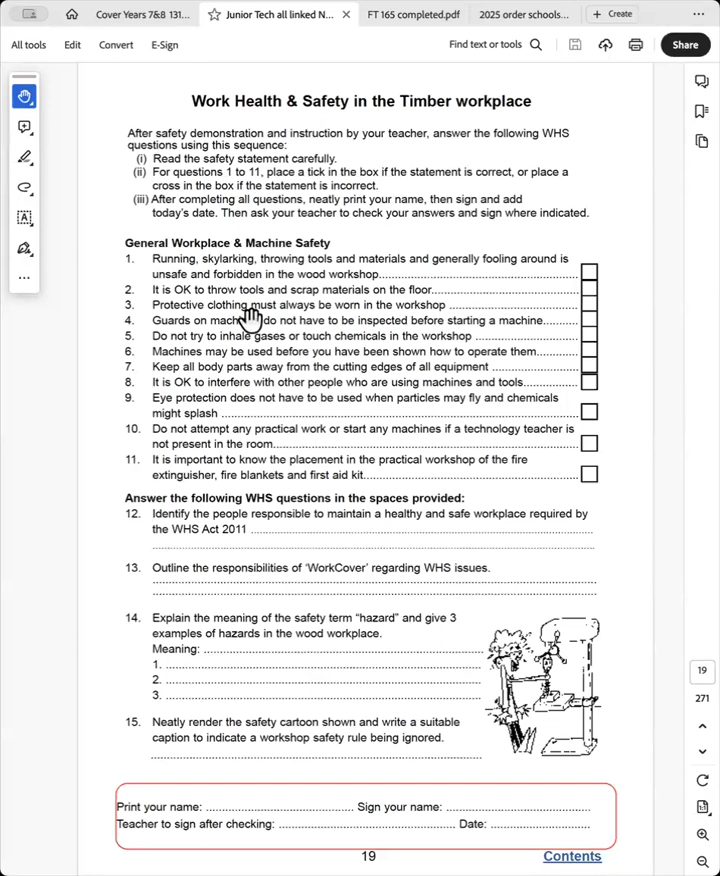 Cover Years 7&8 131...
Junior Tech all linked N...
FT 165 completed.pdf
2025 order schools...
+ Create
All tools Edit Convert E-Sign
Find text or tools
Share
Work Health & Safety in the Timber workplace
After safety demonstration and instruction by your teacher, answer the following WHS
questions using this sequence:
(i) Read the safety statement carefully.
(ii) For questions 1 to 11, place a tick in the box if the statement is correct, or place a
cross in the box if the statement is incorrect.
(iii) After completing all questions, neatly print your name, then sign and add
today's date. Then ask your teacher to check your answers and sign where indicated.
General Workplace & Machine Safety
1. Running, skylarking, throwing tools and materials and generally fooling around is
unsafe and forbidden in the wood workshop
2. It is OK to throw tools and scrap materials on the floor
3. Protective clothing must always be worn in the workshop
4. Guards on do not have to be inspected before starting a machine
5. Do not try to inhale gases or touch chemicals in the workshop
6. Machines may be used before you have been shown how to operate them
7. Keep all body parts away from the cutting edges of all equipment
8. It is OK to interfere with other people who are using machines and tools
9. Eye protection does not have to be used when particles may fly and chemicals
might splash
10. Do not attempt any practical work or start any machines if a technology teacher is
not present in the room
11. It is important to know the placement in the practical workshop of the fire
extinguisher, fire blankets and first aid kit
Answer the following WHS questions in the spaces provided:
12. Identify the people responsible to maintain a healthy and safe workplace required by
the WHS Act 2011
13. Outline the responsibilities of 'WorkCover' regarding WHS issues.
14. Explain the meaning of the safety term "hazard" and give 3
examples of hazards in the wood workplace.
Meaning:
1.
2.
3.
15. Neatly render the safety cartoon shown and write a suitable
caption to indicate a workshop safety rule being ignored.
Print your name: Sign your name:
Teacher to sign after checking: Date:
19
Contents
19
271